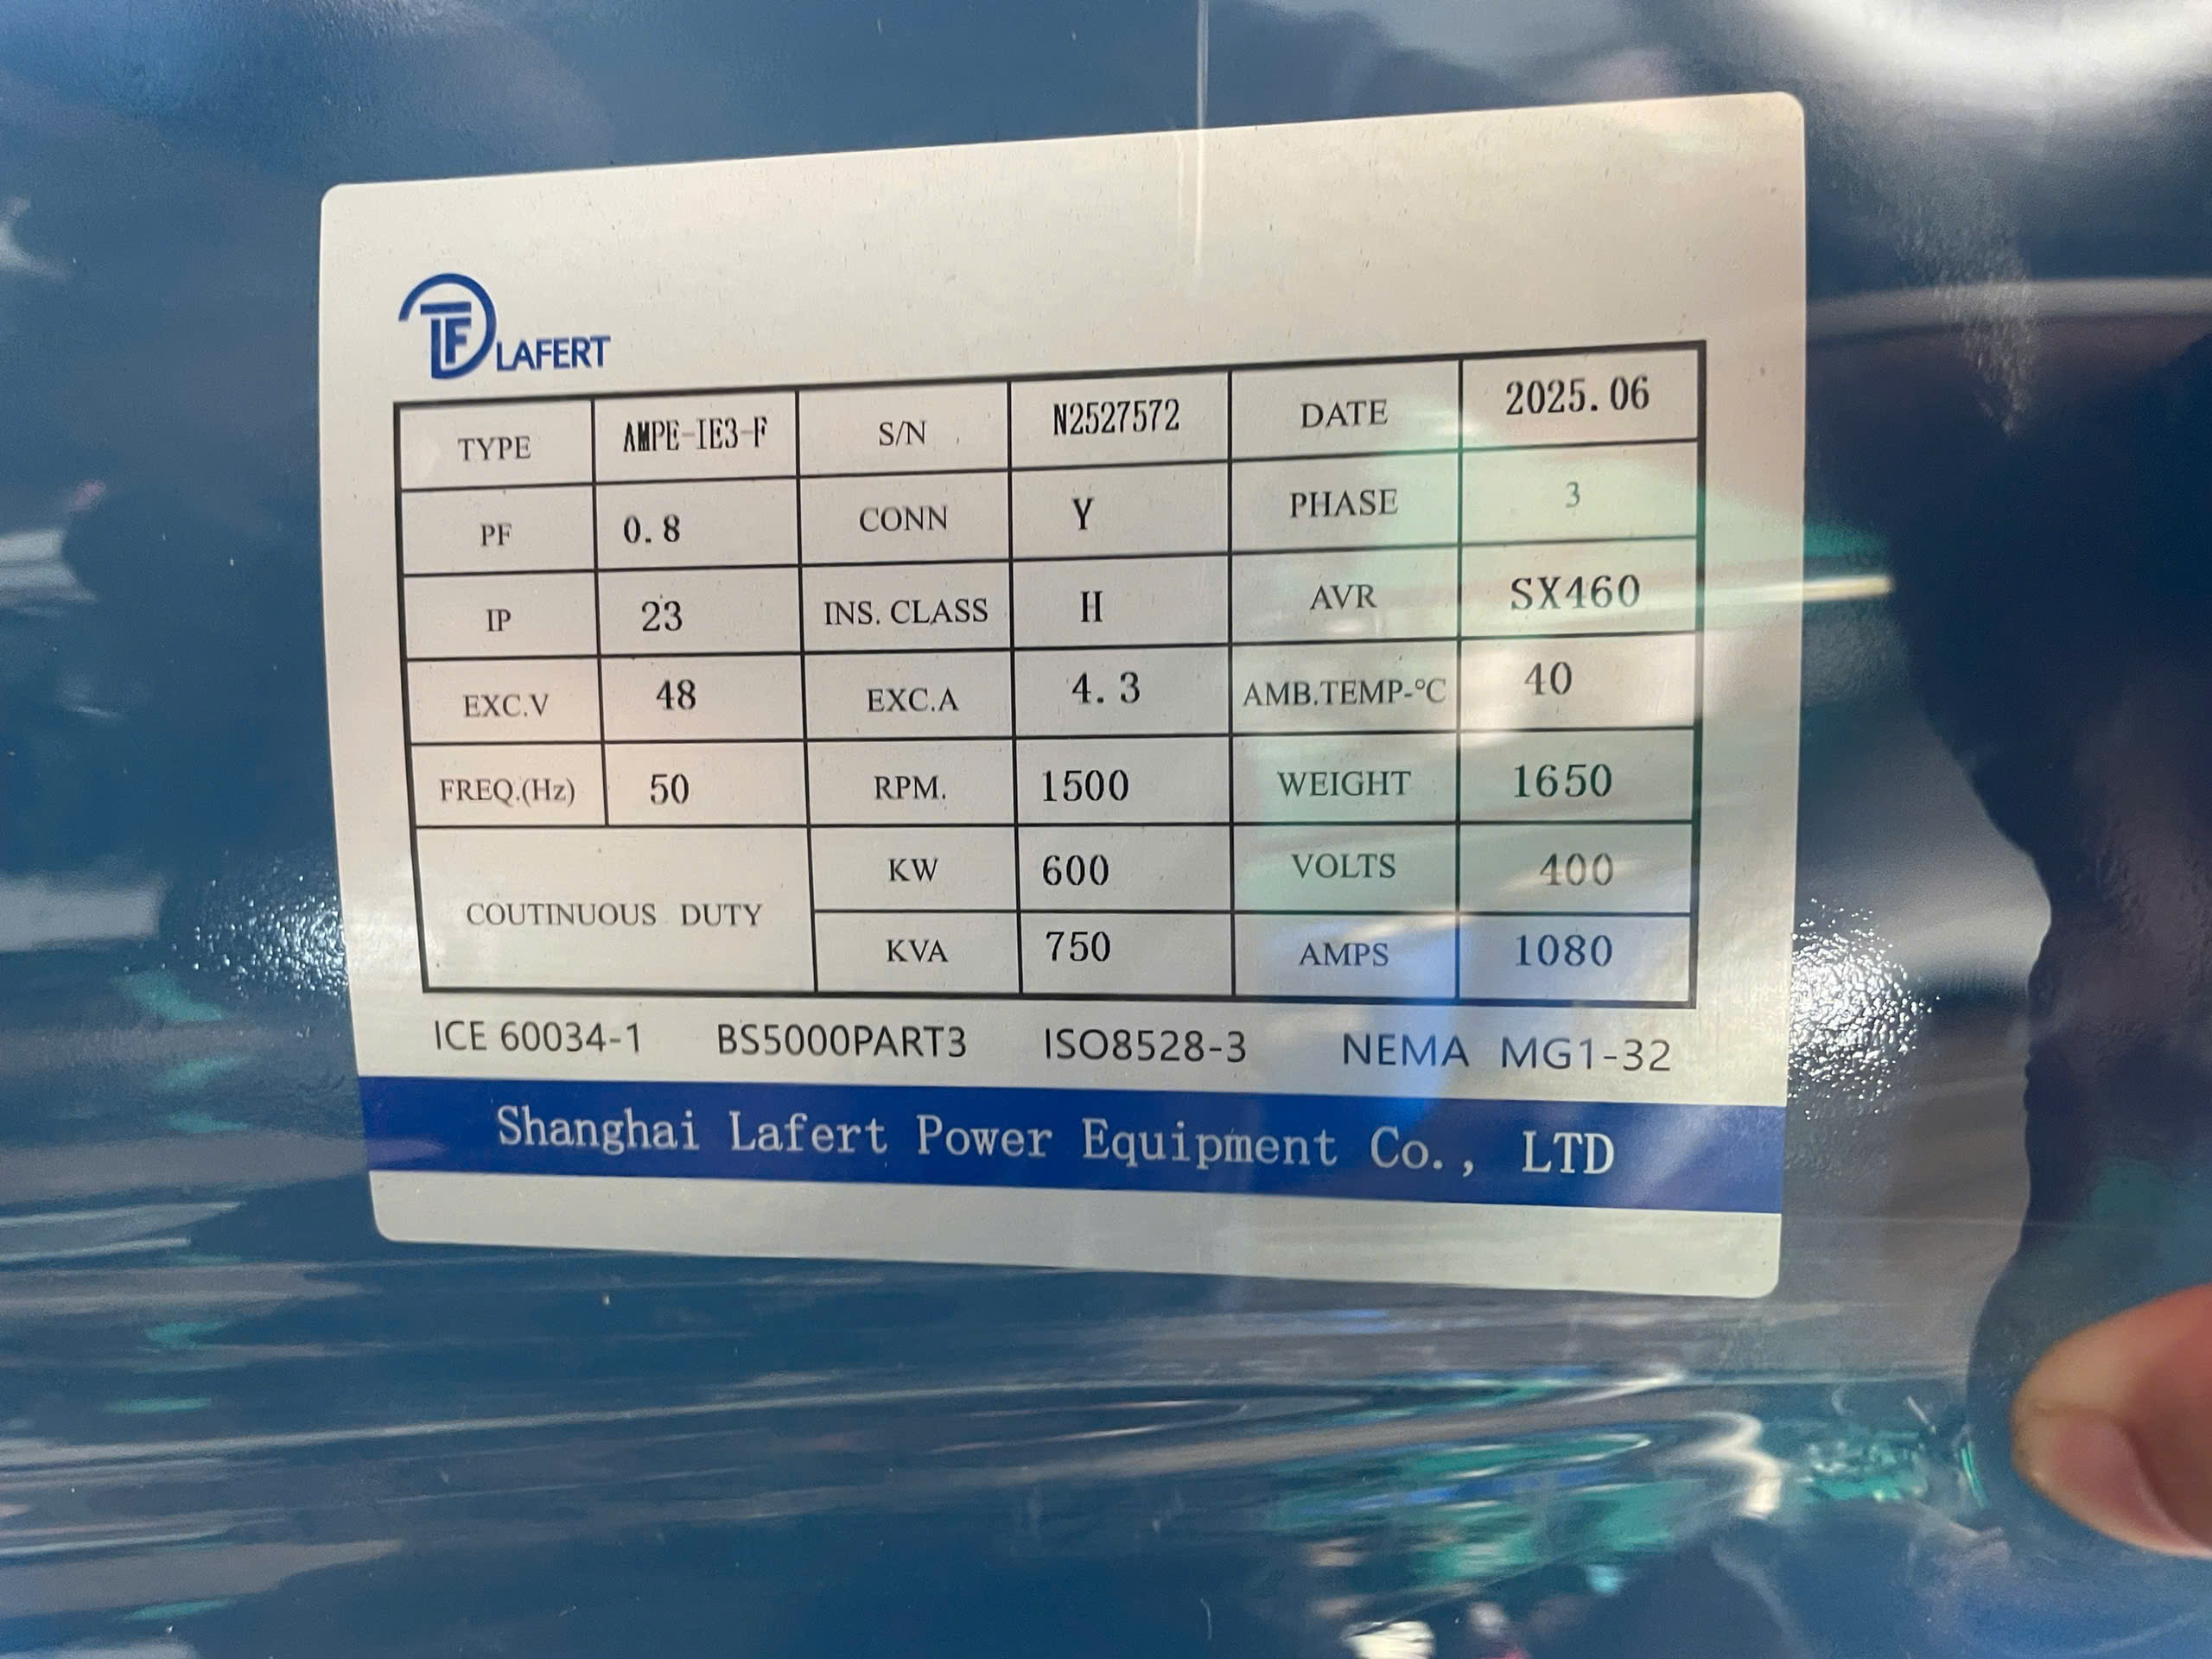 LAFERT
TYPE AMPE-IE3-F S/N N2527572 DATE 2025.06
PF 0.8 CONN Y PHASE 3
IP 23 INS. CLASS H AVR SX460
EXC.V 48 EXC.A 4.3 AMB.TEMP-°C 40
FREQ.(Hz) 50 RPM. 1500 WEIGHT 1650
COUTINUOUS DUTY KW 600 VOLTS 400
KVA 750 AMPS 1080
ICE 60034-1 BS5000PART3 ISO8528-3 NEMA MG1-32
Shanghai Lafert Power Equipment Co., LTD